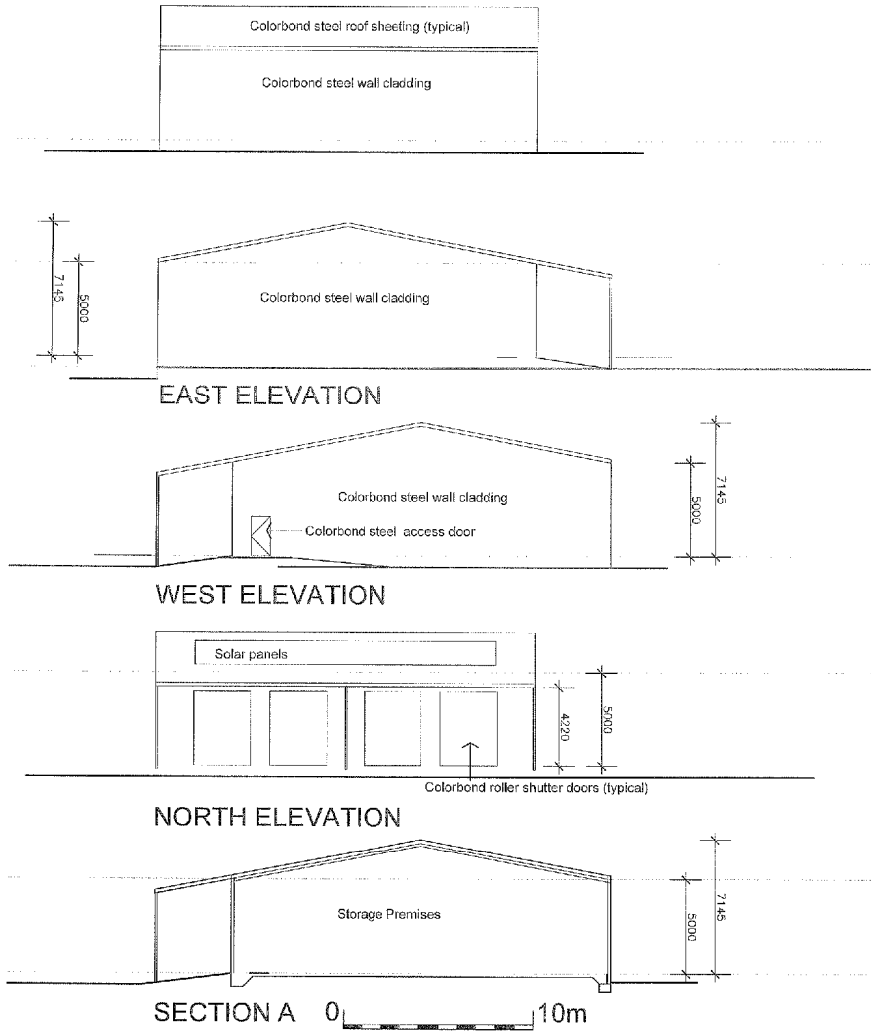 Colorbond steel roof sheeting (typical)
Colorbond steel wall cladding
7145
5000
Colorbond steel wall cladding
EAST ELEVATION
Colorbond steel wall cladding
Colorbond steel access door
5000
7145
WEST ELEVATION
Solar panels
4220
5000
Colorbond roller shutter doors (typical)
NORTH ELEVATION
Storage Premises
5000
7145
SECTION A 0 10m